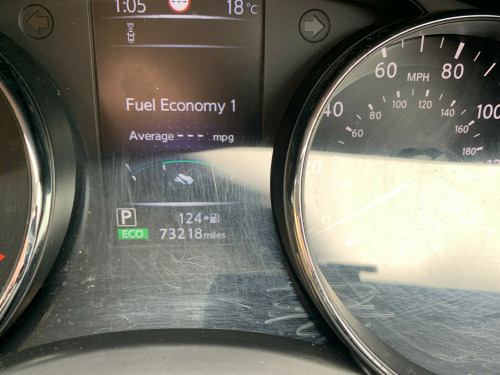 1:05 18°C
Fuel Economy 1
Average --- mpg
P 124
ECO 73218 miles
40 60 80 100
MPH
60 80 100 120 140 160 180